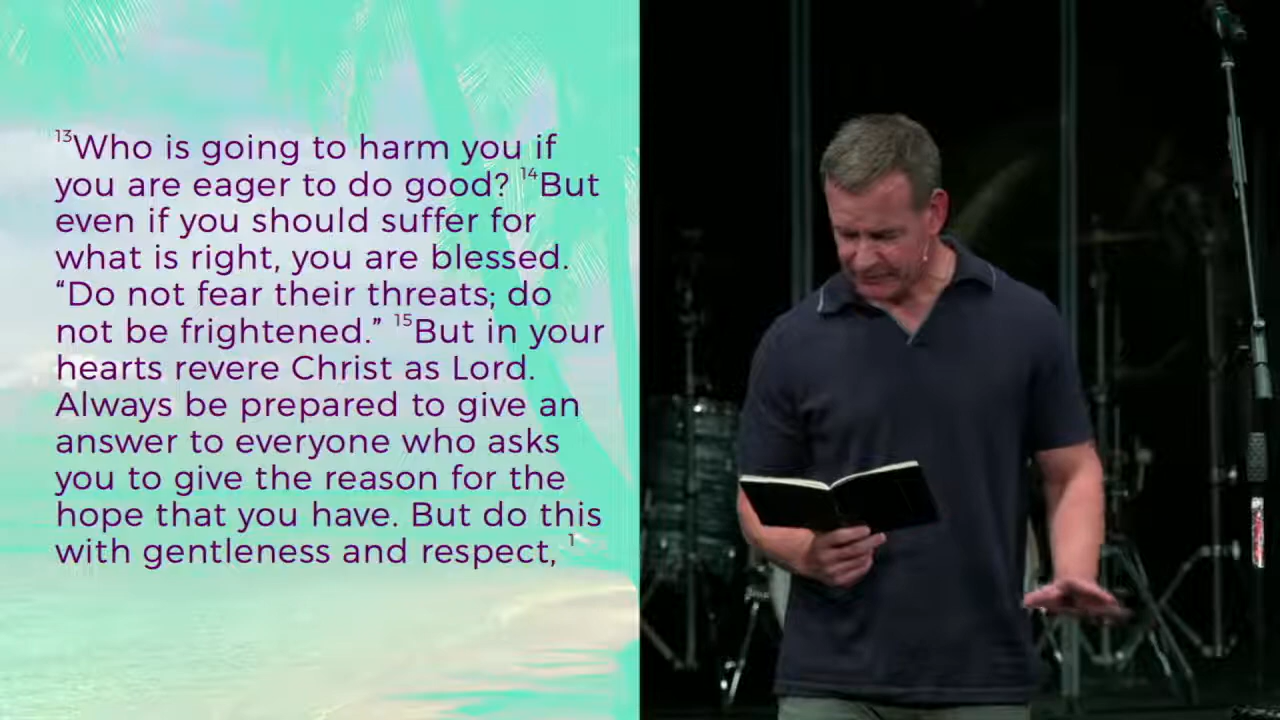 ¹³Who is going to harm you if
you are eager to do good? ¹⁴But
even if you should suffer for
what is right, you are blessed.
“Do not fear their threats; do
not be frightened.” ¹⁵But in your
hearts revere Christ as Lord.
Always be prepared to give an
answer to everyone who asks
you to give the reason for the
hope that you have. But do this
with gentleness and respect, ¹